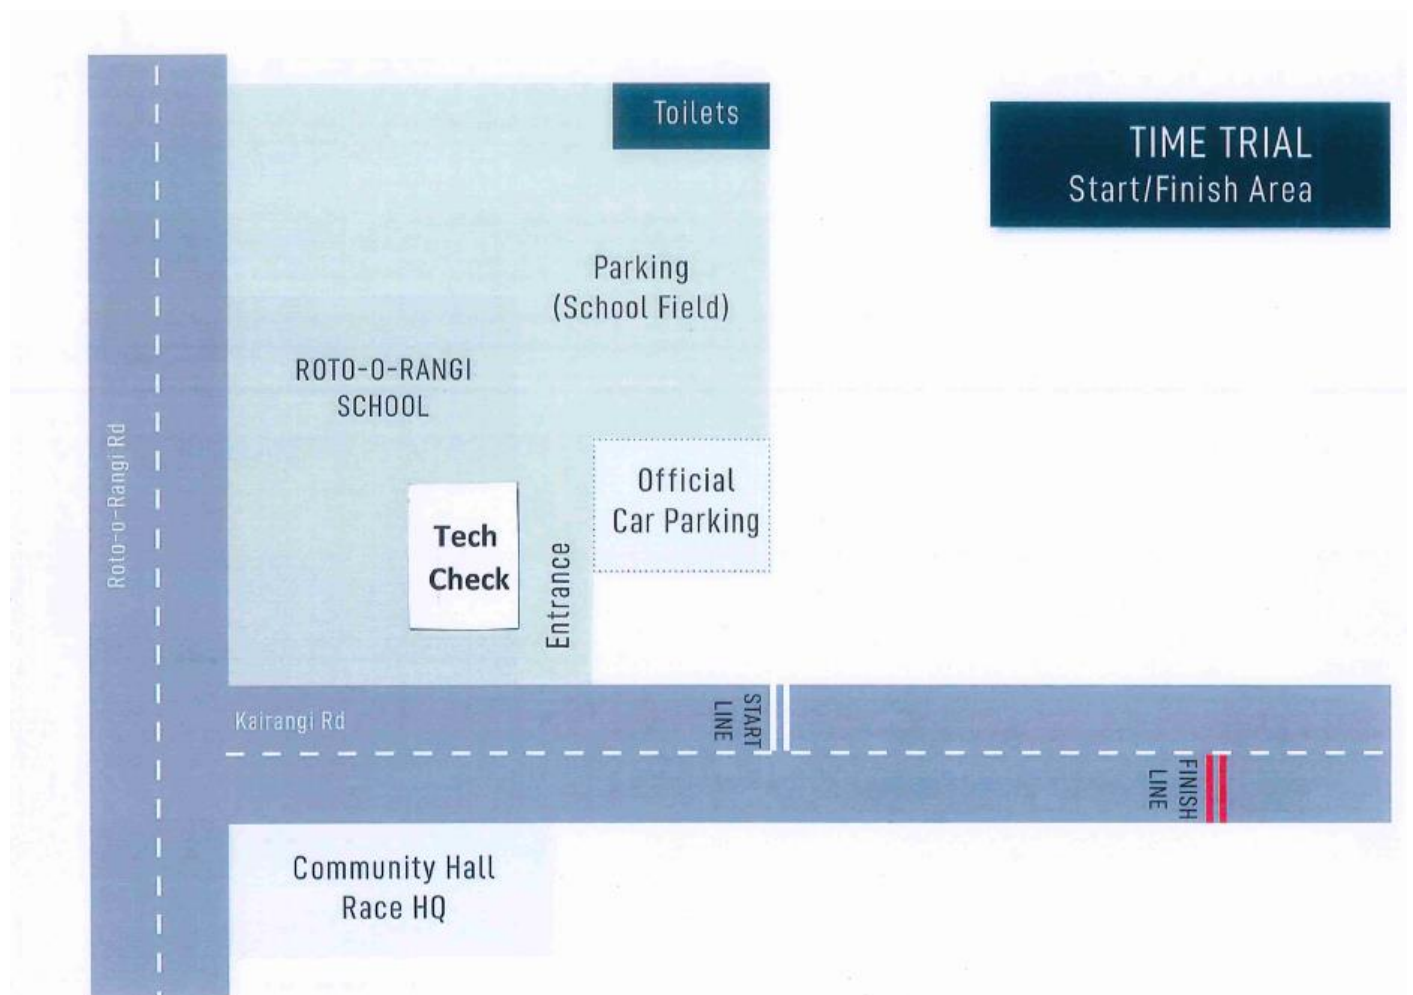 Toilets
TIME TRIAL
Start/Finish Area
Parking
(School Field)
ROTO-O-RANGI
SCHOOL
Roto-o-Rangi Rd
Official
Car Parking
Tech
Check
Entrance
Kairangi Rd
START
LINE
FINISH
LINE
Community Hall
Race HQ